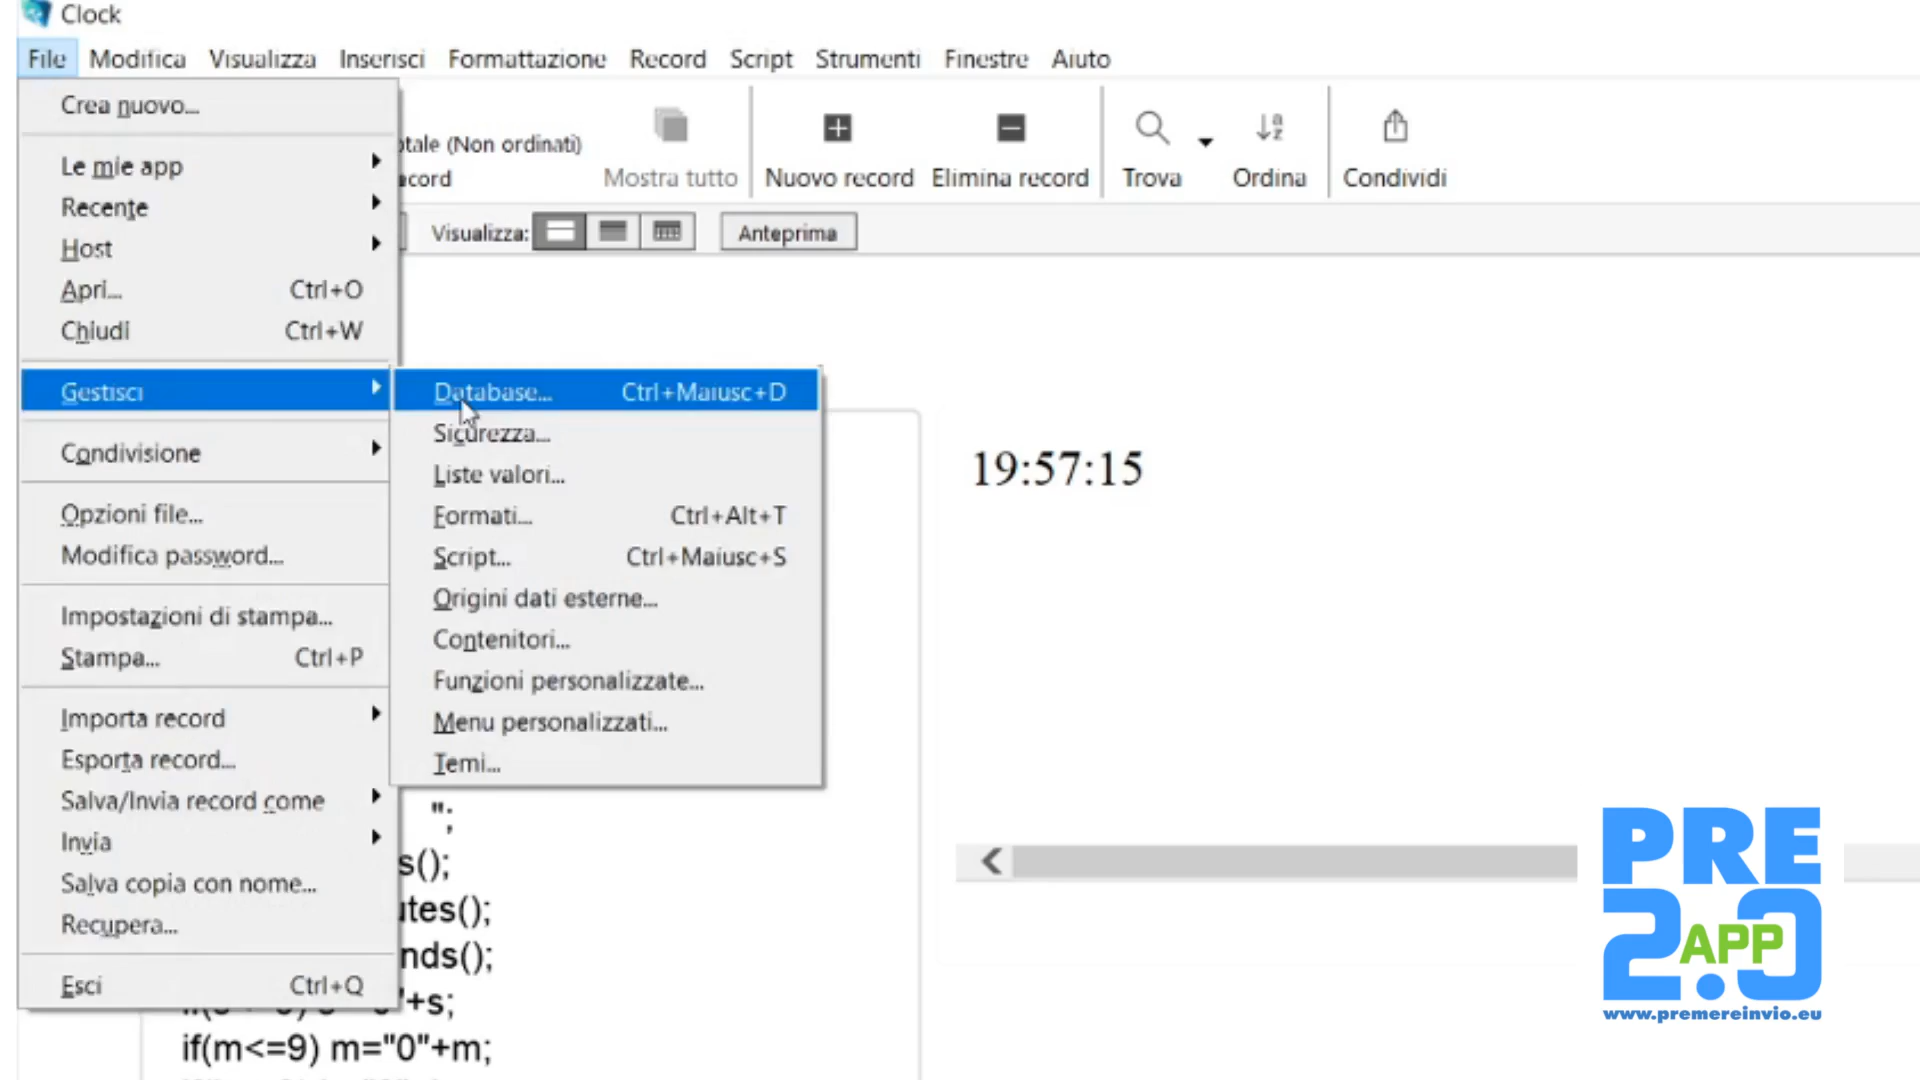 Clock
File Modifica Visualizza Inserisci Formattazione Record Script Strumenti Finestre Aiuto
Crea nuovo...
Le mie app
Recente
Host
Apri... Ctrl+O
Chiudi Ctrl+W
Gestisci
Condivisione
Opzioni file...
Modifica password...
Impostazioni di stampa...
Stampa... Ctrl+P
Importa record
Esporta record...
Salva/Invia record come
Invia
Salva copia con nome...
Recupera...
Esci Ctrl+Q
otale (Non ordinati)
ecord
Mostra tutto
Nuovo record
Elimina record
Trova
Ordina
Condividi
Visualizza:
Anteprima
Database... Ctrl+Maiusc+D
Sicurezza...
Liste valori...
Formati... Ctrl+Alt+T
Script... Ctrl+Maiusc+S
Origini dati esterne...
Contenitori...
Funzioni personalizzate...
Menu personalizzati...
Temi...
19:57:15
";
s();
utes();
nds();
"+s;
if(m<=9) m="0"+m;
PRE
2.0
APP
www.premereinvio.eu